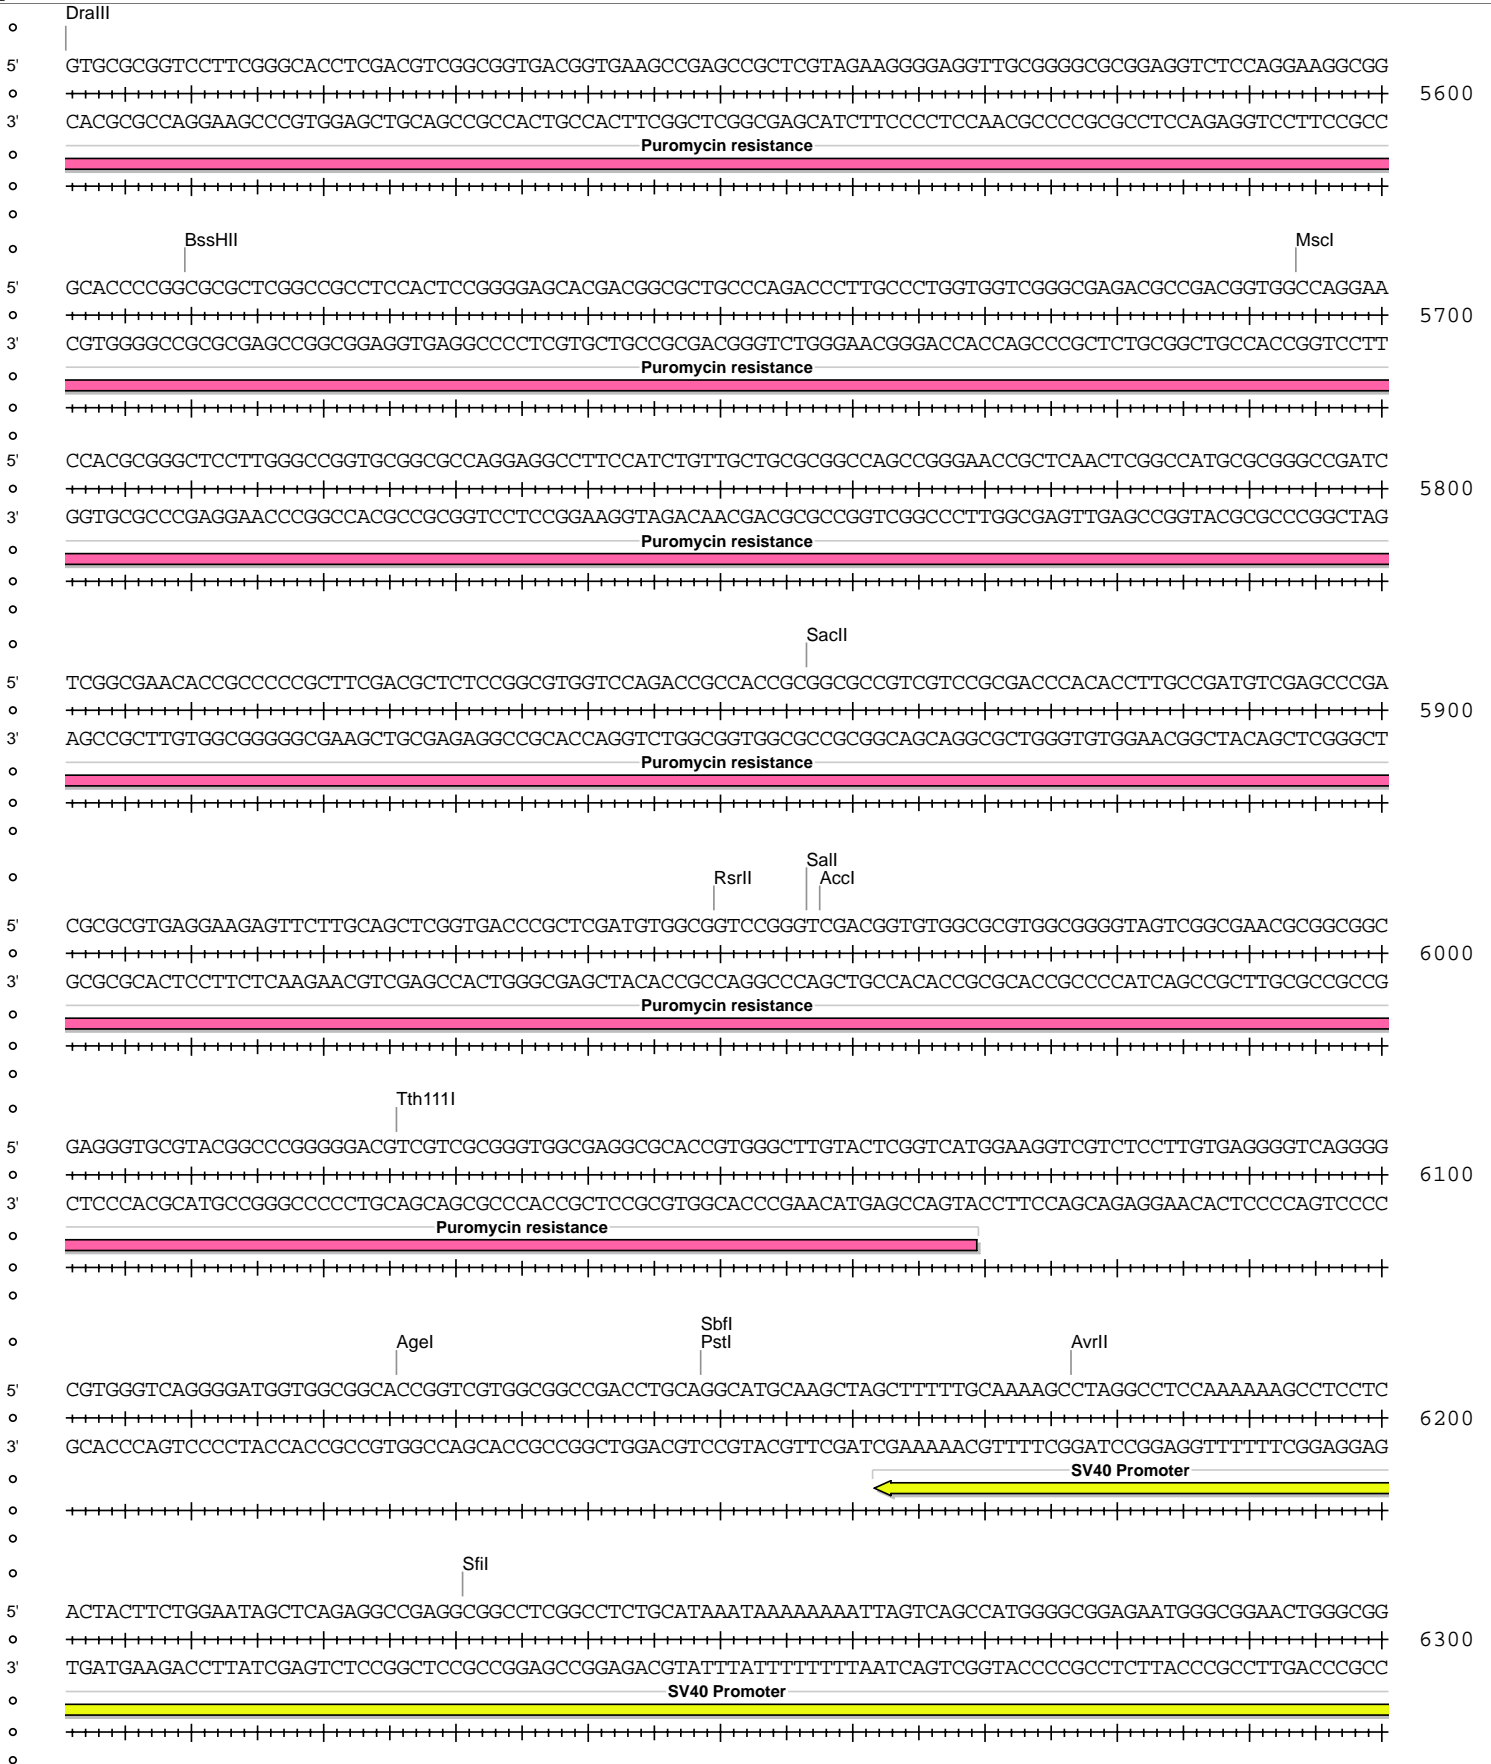 DraIII
5' GTGCGCGGTCCTTCGGGCACCTCGACGTCGGCGGTGACGGTGAAGCCGAGCCGCTCGTAGAAGGGGAGGTTGCGGGGCGCGGAGGTCTCCAGGAAGGCGG
5600
3' CACGCGCCAGGAAGCCCGTGGAGCTGCAGCCGCCACTGCCACTTCGGCTCGGCGAGCATCTTCCCCTCCAACGCCCCGCGCCTCCAGAGGTCCTTCCGCC
Puromycin resistance
BssHII MscI
5' GCACCCCGGCGCGCTCGGCCGCCTCCACTCCGGGGAGCACGACGGCGCTGCCCAGACCCTTGCCCTGGTGGTCGGGCGAGACGCCGACGGTGGCCAGGAA
5700
3' CGTGGGGCCGCGCGAGCCGGCGGAGGTGAGGCCCCTCGTGCTGCCGCGACGGGTCTGGGAACGGGACCACCAGCCCGCTCTGCGGCTGCCACCGGTCCTT
Puromycin resistance
5' CCACGCGGGCTCCTTGGGCCGGTGCGGCGCCAGGAGGCCTTCCATCTGTTGCTGCGCGGCCAGCCGGGAACCGCTCAACTCGGCCATGCGCGGGCCGATC
5800
3' GGTGCGCCCGAGGAACCCGGCCACGCCGCGGTCCTCCGGAAGGTAGACAACGACGCGCCGGTCGGCCCTTGGCGAGTTGAGCCGGTACGCGCCCGGCTAG
Puromycin resistance
SacII
5' TCGGCGAACACCGCCCCCGCTTCGACGCTCTCCGGCGTGGTCCAGACCGCCACCGCGGCGCCGTCGTCCGCGACCCACACCTTGCCGATGTCGAGCCCGA
5900
3' AGCCGCTTGTGGCGGGGGCGAAGCTGCGAGAGGCCGCACCAGGTCTGGCGGTGGCGCCGCGGCAGCAGGCGCTGGGTGTGGAACGGCTACAGCTCGGGCT
Puromycin resistance
SalI
RsrII AccI
5' CGCGCGTGAGGAAGAGTTCTTGCAGCTCGGTGACCCGCTCGATGTGGCGGTCCGGGTCGACGGTGTGGCGCGTGGCGGGGTAGTCGGCGAACGCGGCGGC
6000
3' GCGCGCACTCCTTCTCAAGAACGTCGAGCCACTGGGCGAGCTACACCGCCAGGCCCAGCTGCCACACCGCGCACCGCCCCATCAGCCGCTTGCGCCGCCG
Puromycin resistance
Tth111I
5' GAGGGTGCGTACGGCCCGGGGGACGTCGTCGCGGGTGGCGAGGCGCACCGTGGGCTTGTACTCGGTCATGGAAGGTCGTCTCCTTGTGAGGGGTCAGGGG
6100
3' CTCCCACGCATGCCGGGCCCCCTGCAGCAGCGCCCACCGCTCCGCGTGGCACCCGAACATGAGCCAGTACCTTCCAGCAGAGGAACACTCCCCAGTCCCC
Puromycin resistance
SbfI
AgeI PstI AvrII
5' CGTGGGTCAGGGGATGGTGGCGGCACCGGTCGTGGCGGCCGACCTGCAGGCATGCAAGCTAGCTTTTTGCAAAAGCCTAGGCCTCCAAAAAAGCCTCCTC
6200
3' GCACCCAGTCCCCTACCACCGCCGTGGCCAGCACCGCCGGCTGGACGTCCGTACGTTCGATCGAAAAACGTTTTCGGATCCGGAGGTTTTTTCGGAGGAG
SV40 Promoter
SfiI
5' ACTACTTCTGGAATAGCTCAGAGGCCGAGGCGGCCTCGGCCTCTGCATAAATAAAAAAAATTAGTCAGCCATGGGGCGGAGAATGGGCGGAACTGGGCGG
6300
3' TGATGAAGACCTTATCGAGTCTCCGGCTCCGCCGGAGCCGGAGACGTATTTATTTTTTTTAATCAGTCGGTACCCCGCCTCTTACCCGCCTTGACCCGCC
SV40 Promoter